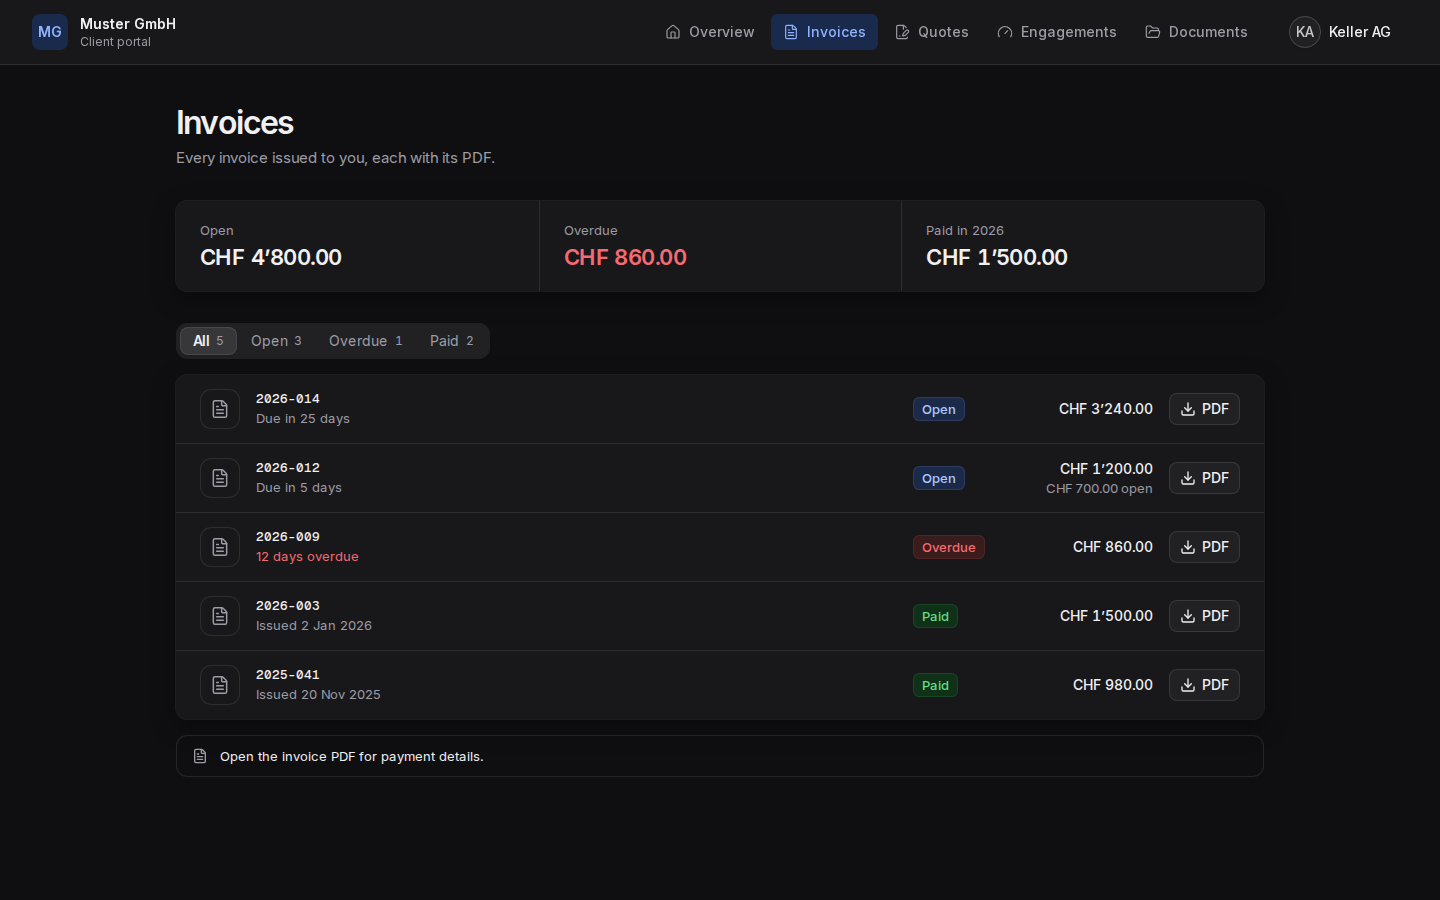 MG
Muster GmbH
Client portal
Overview
Invoices
Quotes
Engagements
Documents
KA
Keller AG
Invoices
Every invoice issued to you, each with its PDF.
Open
CHF 4’800.00
Overdue
CHF 860.00
Paid in 2026
CHF 1’500.00
All 5
Open 3
Overdue 1
Paid 2
2026-014
Due in 25 days
Open
CHF 3’240.00
PDF
2026-012
Due in 5 days
Open
CHF 1’200.00
CHF 700.00 open
PDF
2026-009
12 days overdue
Overdue
CHF 860.00
PDF
2026-003
Issued 2 Jan 2026
Paid
CHF 1’500.00
PDF
2025-041
Issued 20 Nov 2025
Paid
CHF 980.00
PDF
Open the invoice PDF for payment details.